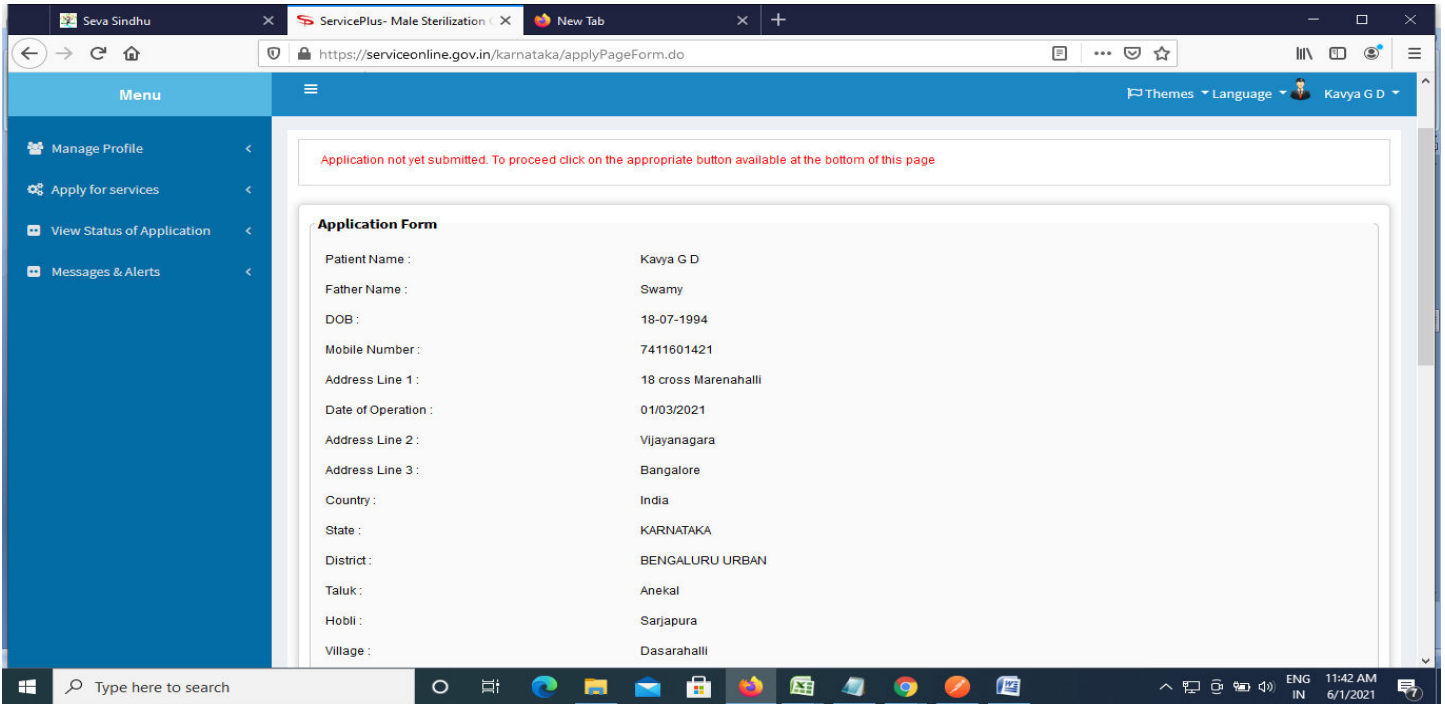 Seva Sindhu
ServicePlus- Male Sterilization
New Tab
https://serviceonline.gov.in/karnataka/applyPageForm.do
Menu
Themes Language Kavya G D
Manage Profile
Apply for services
View Status of Application
Messages & Alerts
Application not yet submitted. To proceed click on the appropriate button available at the bottom of this page
Application Form
Patient Name : Kavya G D
Father Name : Swamy
DOB : 18-07-1994
Mobile Number : 7411601421
Address Line 1 : 18 cross Marenahalli
Date of Operation : 01/03/2021
Address Line 2 : Vijayanagara
Address Line 3 : Bangalore
Country : India
State : KARNATAKA
District : BENGALURU URBAN
Taluk : Anekal
Hobli : Sarjapura
Village : Dasarahalli
Type here to search
ENG 11:42 AM
IN 6/1/2021